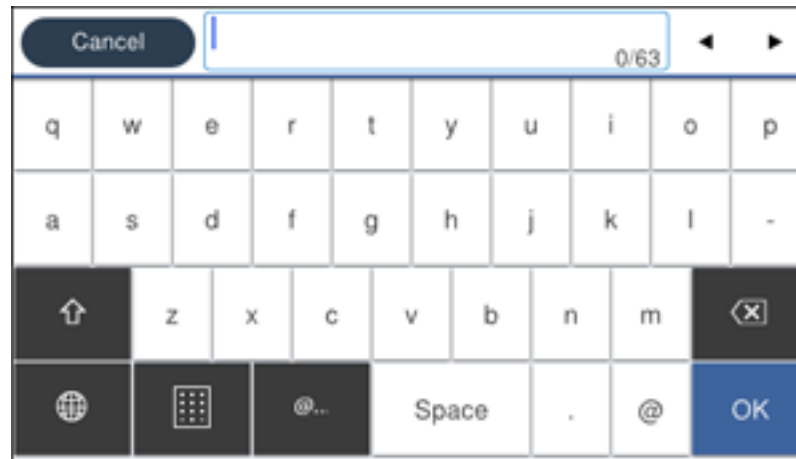 Cancel 0/63
q w e r t y u i o p
a s d f g h j k l -
z x c v b n m
@... Space . @ OK